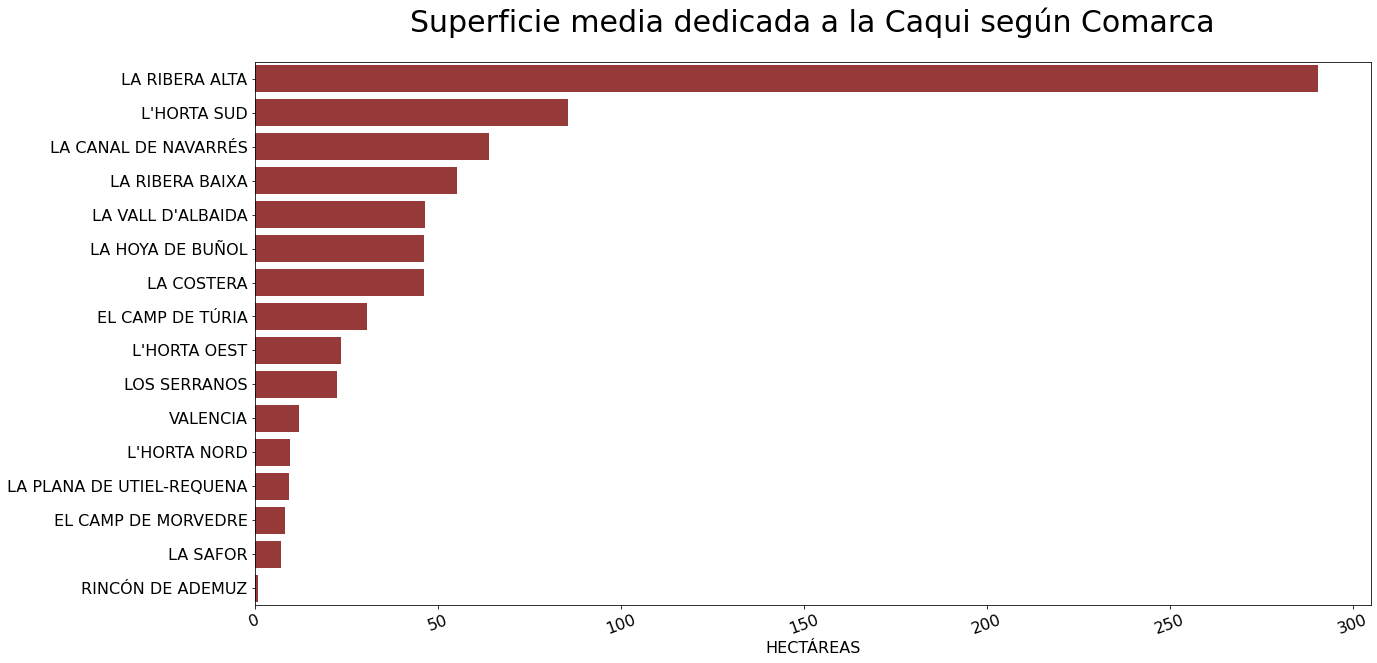 Superficie media dedicada a la Caqui según Comarca
LA RIBERA ALTA
L'HORTA SUD
LA CANAL DE NAVARRÉS
LA RIBERA BAIXA
LA VALL D'ALBAIDA
LA HOYA DE BUÑOL
LA COSTERA
EL CAMP DE TÚRIA
L'HORTA OEST
LOS SERRANOS
VALENCIA
L'HORTA NORD
LA PLANA DE UTIEL-REQUENA
EL CAMP DE MORVEDRE
LA SAFOR
RINCÓN DE ADEMUZ
0 50 100 150 200 250 300
HECTÁREAS